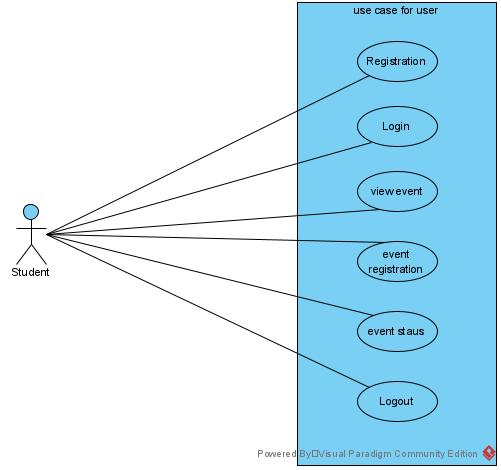 use case for user
Registration
Login
view event
event
registration
event staus
Logout
Student
Powered By Visual Paradigm Community Edition